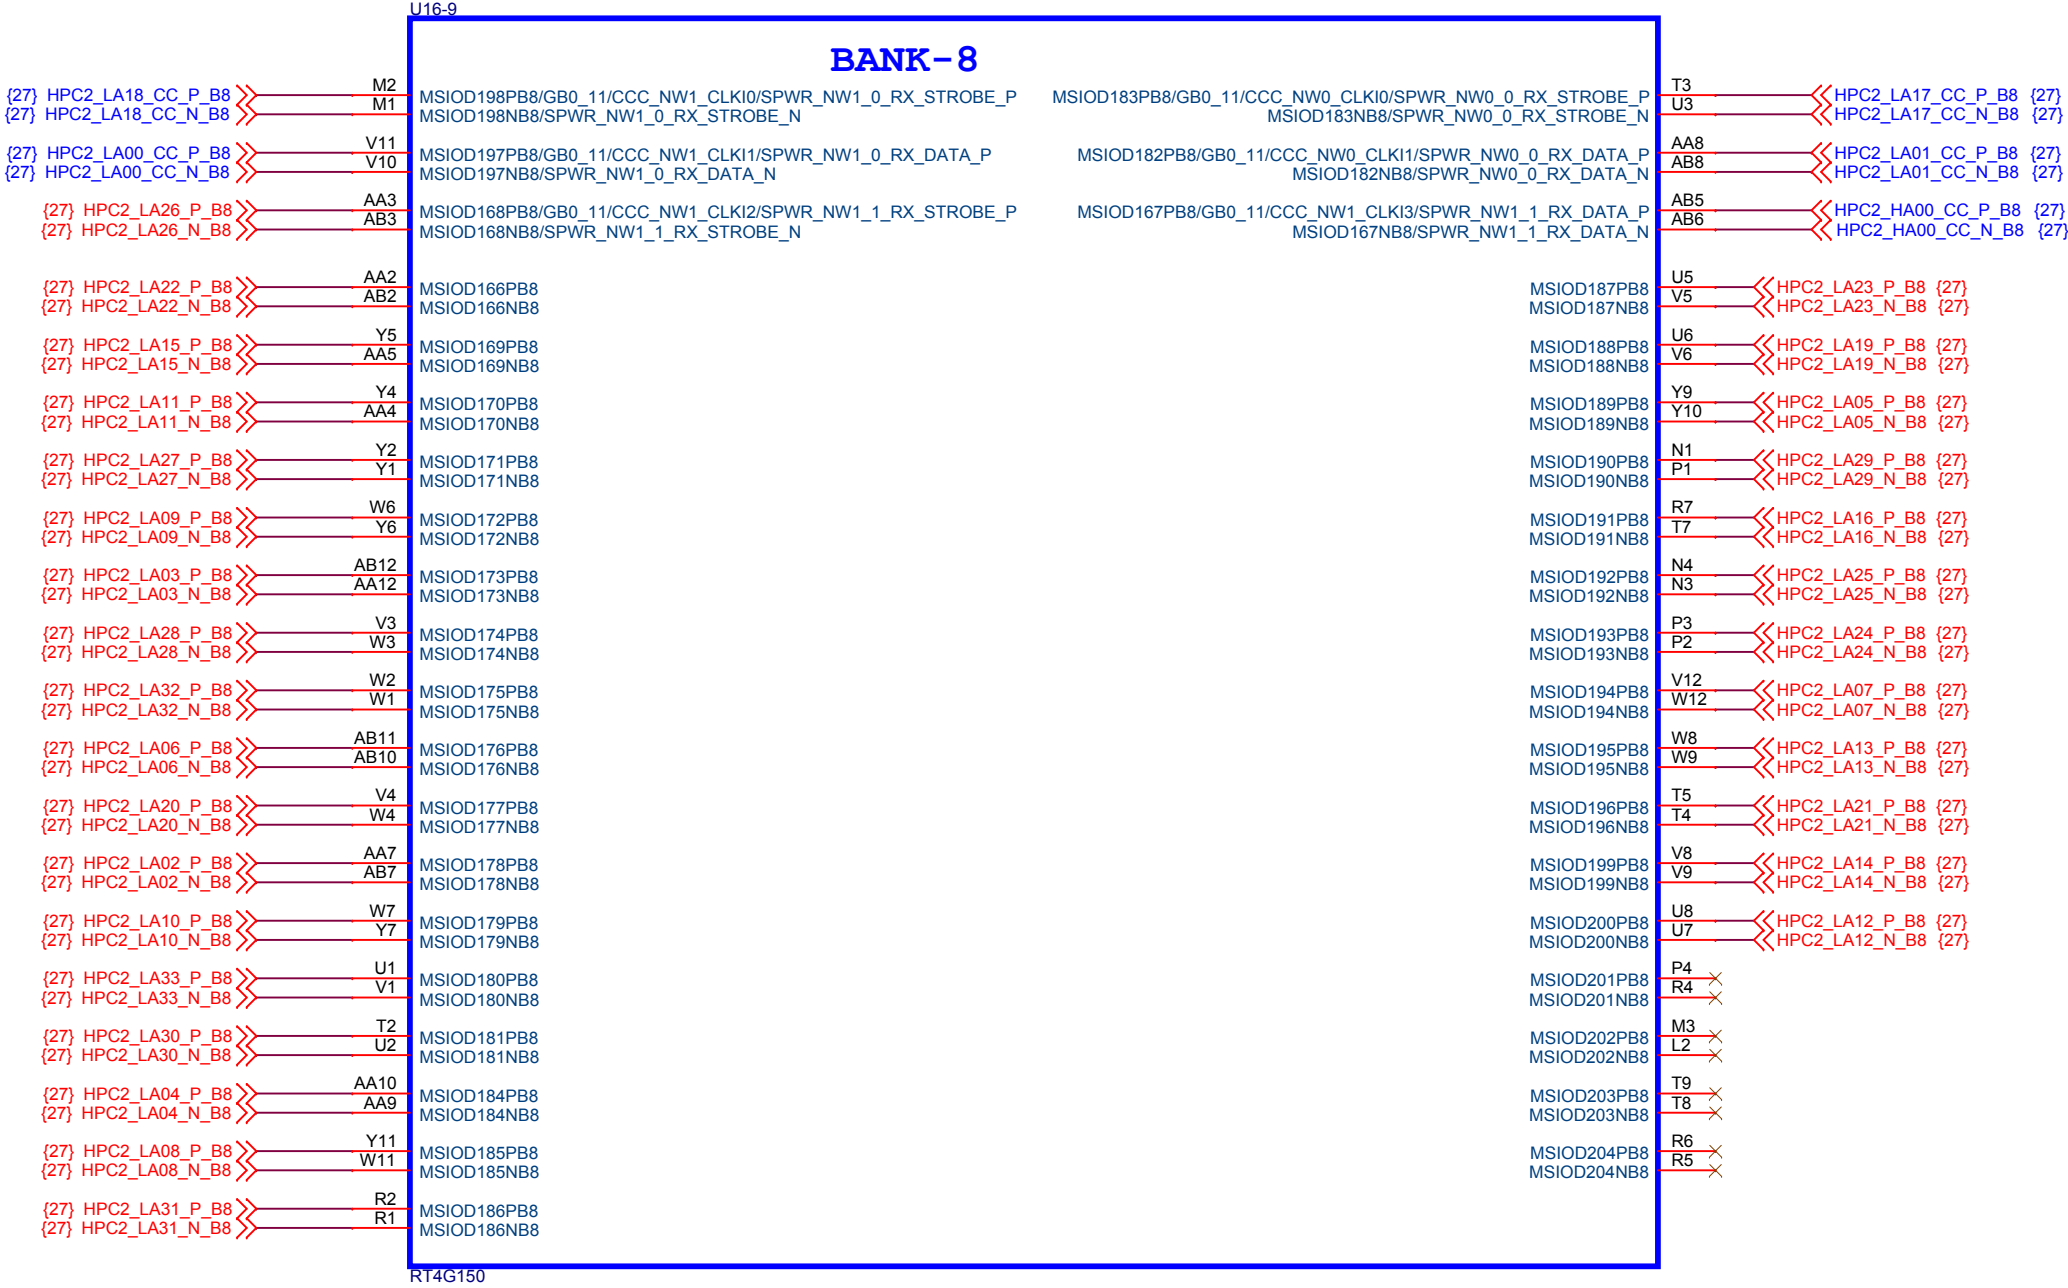 U16-9
BANK-8
{27} HPC2_LA18_CC_P_B8 M2 MSIOD198PB8/GB0_11/CCC_NW1_CLKI0/SPWR_NW1_0_RX_STROBE_P MSIOD183PB8/GB0_11/CCC_NW0_CLKI0/SPWR_NW0_0_RX_STROBE_P T3 HPC2_LA17_CC_P_B8 {27}
{27} HPC2_LA18_CC_N_B8 M1 MSIOD198NB8/SPWR_NW1_0_RX_STROBE_N MSIOD183NB8/SPWR_NW0_0_RX_STROBE_N U3 HPC2_LA17_CC_N_B8 {27}
{27} HPC2_LA00_CC_P_B8 V11 MSIOD197PB8/GB0_11/CCC_NW1_CLKI1/SPWR_NW1_0_RX_DATA_P MSIOD182PB8/GB0_11/CCC_NW0_CLKI1/SPWR_NW0_0_RX_DATA_P AA8 HPC2_LA01_CC_P_B8 {27}
{27} HPC2_LA00_CC_N_B8 V10 MSIOD197NB8/SPWR_NW1_0_RX_DATA_N MSIOD182NB8/SPWR_NW0_0_RX_DATA_N AB8 HPC2_LA01_CC_N_B8 {27}
{27} HPC2_LA26_P_B8 AA3 MSIOD168PB8/GB0_11/CCC_NW1_CLKI2/SPWR_NW1_1_RX_STROBE_P MSIOD167PB8/GB0_11/CCC_NW1_CLKI3/SPWR_NW1_1_RX_DATA_P AB5 HPC2_HA00_CC_P_B8 {27}
{27} HPC2_LA26_N_B8 AB3 MSIOD168NB8/SPWR_NW1_1_RX_STROBE_N MSIOD167NB8/SPWR_NW1_1_RX_DATA_N AB6 HPC2_HA00_CC_N_B8 {27}
{27} HPC2_LA22_P_B8 AA2 MSIOD166PB8 MSIOD187PB8 U5 HPC2_LA23_P_B8 {27}
{27} HPC2_LA22_N_B8 AB2 MSIOD166NB8 MSIOD187NB8 V5 HPC2_LA23_N_B8 {27}
{27} HPC2_LA15_P_B8 Y5 MSIOD169PB8 MSIOD188PB8 U6 HPC2_LA19_P_B8 {27}
{27} HPC2_LA15_N_B8 AA5 MSIOD169NB8 MSIOD188NB8 V6 HPC2_LA19_N_B8 {27}
{27} HPC2_LA11_P_B8 Y4 MSIOD170PB8 MSIOD189PB8 Y9 HPC2_LA05_P_B8 {27}
{27} HPC2_LA11_N_B8 AA4 MSIOD170NB8 MSIOD189NB8 Y10 HPC2_LA05_N_B8 {27}
{27} HPC2_LA27_P_B8 Y2 MSIOD171PB8 MSIOD190PB8 N1 HPC2_LA29_P_B8 {27}
{27} HPC2_LA27_N_B8 Y1 MSIOD171NB8 MSIOD190NB8 P1 HPC2_LA29_N_B8 {27}
{27} HPC2_LA09_P_B8 W6 MSIOD172PB8 MSIOD191PB8 R7 HPC2_LA16_P_B8 {27}
{27} HPC2_LA09_N_B8 Y6 MSIOD172NB8 MSIOD191NB8 T7 HPC2_LA16_N_B8 {27}
{27} HPC2_LA03_P_B8 AB12 MSIOD173PB8 MSIOD192PB8 N4 HPC2_LA25_P_B8 {27}
{27} HPC2_LA03_N_B8 AA12 MSIOD173NB8 MSIOD192NB8 N3 HPC2_LA25_N_B8 {27}
{27} HPC2_LA28_P_B8 V3 MSIOD174PB8 MSIOD193PB8 P3 HPC2_LA24_P_B8 {27}
{27} HPC2_LA28_N_B8 W3 MSIOD174NB8 MSIOD193NB8 P2 HPC2_LA24_N_B8 {27}
{27} HPC2_LA32_P_B8 W2 MSIOD175PB8 MSIOD194PB8 V12 HPC2_LA07_P_B8 {27}
{27} HPC2_LA32_N_B8 W1 MSIOD175NB8 MSIOD194NB8 W12 HPC2_LA07_N_B8 {27}
{27} HPC2_LA06_P_B8 AB11 MSIOD176PB8 MSIOD195PB8 W8 HPC2_LA13_P_B8 {27}
{27} HPC2_LA06_N_B8 AB10 MSIOD176NB8 MSIOD195NB8 W9 HPC2_LA13_N_B8 {27}
{27} HPC2_LA20_P_B8 V4 MSIOD177PB8 MSIOD196PB8 T5 HPC2_LA21_P_B8 {27}
{27} HPC2_LA20_N_B8 W4 MSIOD177NB8 MSIOD196NB8 T4 HPC2_LA21_N_B8 {27}
{27} HPC2_LA02_P_B8 AA7 MSIOD178PB8 MSIOD199PB8 V8 HPC2_LA14_P_B8 {27}
{27} HPC2_LA02_N_B8 AB7 MSIOD178NB8 MSIOD199NB8 V9 HPC2_LA14_N_B8 {27}
{27} HPC2_LA10_P_B8 W7 MSIOD179PB8 MSIOD200PB8 U8 HPC2_LA12_P_B8 {27}
{27} HPC2_LA10_N_B8 Y7 MSIOD179NB8 MSIOD200NB8 U7 HPC2_LA12_N_B8 {27}
{27} HPC2_LA33_P_B8 U1 MSIOD180PB8 MSIOD201PB8 P4
{27} HPC2_LA33_N_B8 V1 MSIOD180NB8 MSIOD201NB8 R4
{27} HPC2_LA30_P_B8 T2 MSIOD181PB8 MSIOD202PB8 M3
{27} HPC2_LA30_N_B8 U2 MSIOD181NB8 MSIOD202NB8 L2
{27} HPC2_LA04_P_B8 AA10 MSIOD184PB8 MSIOD203PB8 T9
{27} HPC2_LA04_N_B8 AA9 MSIOD184NB8 MSIOD203NB8 T8
{27} HPC2_LA08_P_B8 Y11 MSIOD185PB8 MSIOD204PB8 R6
{27} HPC2_LA08_N_B8 W11 MSIOD185NB8 MSIOD204NB8 R5
{27} HPC2_LA31_P_B8 R2 MSIOD186PB8
{27} HPC2_LA31_N_B8 R1 MSIOD186NB8
RT4G150